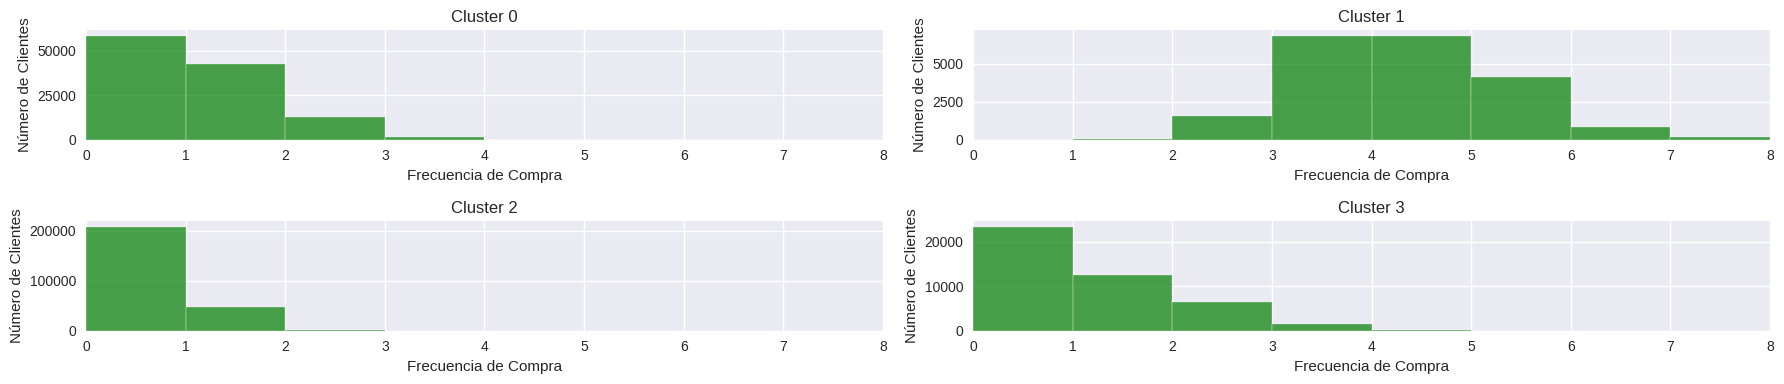 Cluster 0
Número de Clientes
50000
25000
0
0 1 2 3 4 5 6 7 8
Frecuencia de Compra
Cluster 1
Número de Clientes
5000
2500
0
0 1 2 3 4 5 6 7 8
Frecuencia de Compra
Cluster 2
Número de Clientes
200000
100000
0
0 1 2 3 4 5 6 7 8
Frecuencia de Compra
Cluster 3
Número de Clientes
20000
10000
0
0 1 2 3 4 5 6 7 8
Frecuencia de Compra